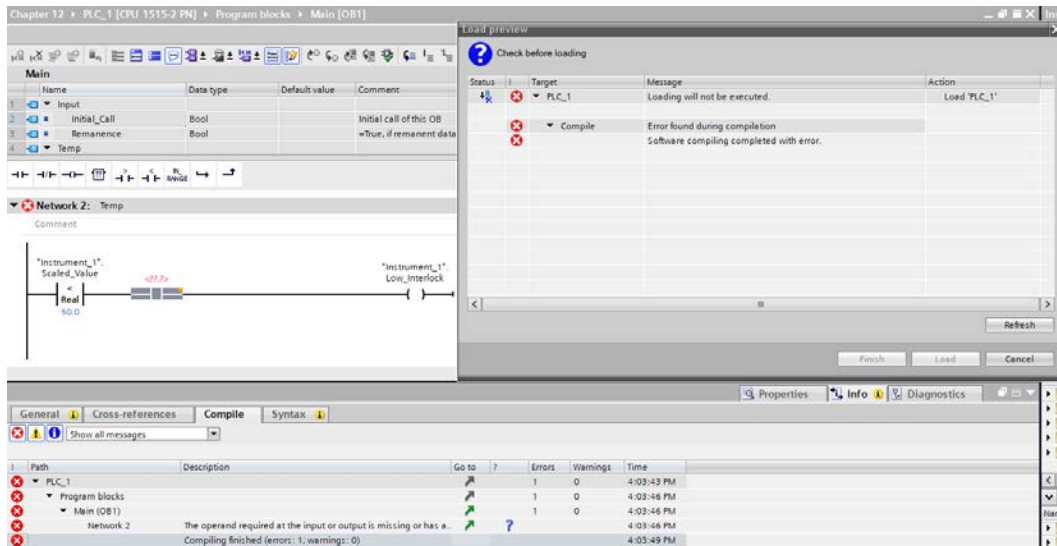 Chapter 12 ▸ PLC_1 [CPU 1515-2 PN] ▸ Program blocks ▸ Main [OB1]
Main
Name Data type Default value Comment
1 Input
2 Initial_Call Bool Initial call of this OB
3 Remanence Bool =True, if remanent data
4 Temp
IN_
RANGE
Network 2: Temp
Comment
"Instrument_1".
Scaled_Value
<
Real
50.0
<??.?>
"Instrument_1".
Low_Interlock
Load preview
Check before loading
Status ! Target Message Action
PLC_1 Loading will not be executed. Load 'PLC_1'
Compile Error found during compilation
Software compiling completed with error.
Refresh
Finish Load Cancel
Properties Info Diagnostics
General Cross-references Compile Syntax
Show all messages
! Path Description Go to ? Errors Warnings Time
PLC_1 1 0 4:03:43 PM
Program blocks 1 0 4:03:46 PM
Main (OB1) 1 0 4:03:46 PM
Network 2 The operand required at the input or output is missing or has a... ? 4:03:46 PM
Compiling finished (errors: 1; warnings: 0) 4:03:49 PM